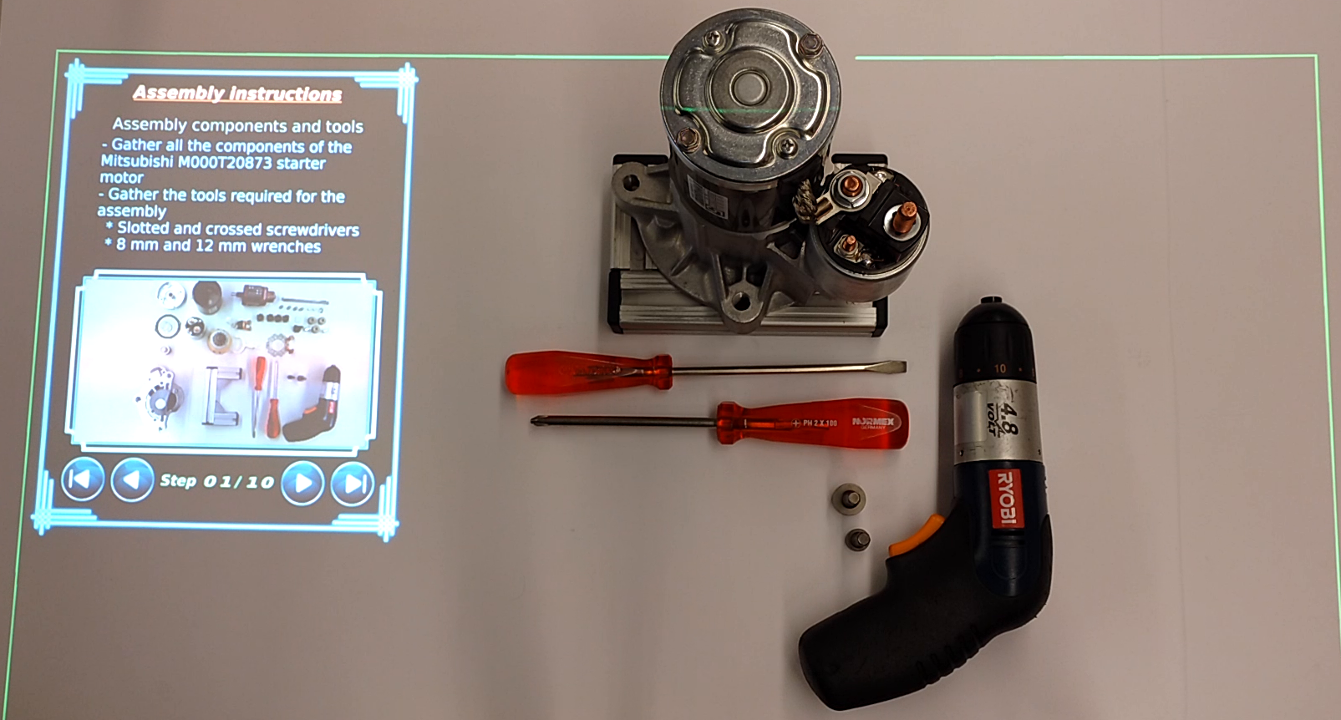 Assembly instructions
Assembly components and tools
- Gather all the components of the
Mitsubishi M000T20873 starter
motor
- Gather the tools required for the
assembly
* Slotted and crossed screwdrivers
* 8 mm and 12 mm wrenches
Step 01/10
PH 2 X 100
NORMEX
GERMANY
10
4.8
VOLT
RYOBI